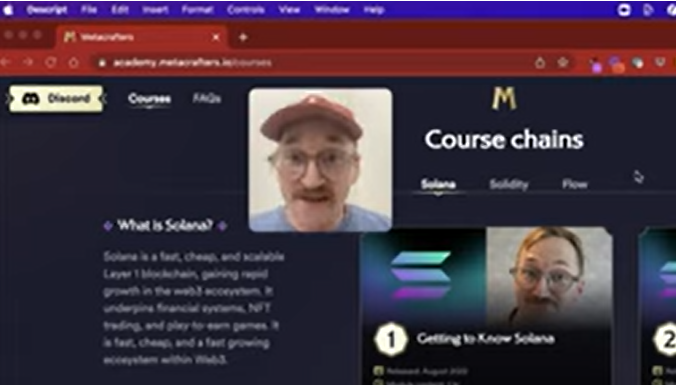 Descript File Edit Insert Format Controls View Window Help
Metacrafters
academy.metacrafters.io/courses
Discord Courses FAQs
M
Course chains
Solana Solidity Flow
What is Solana?
Solana is a fast, cheap, and scalable
Layer 1 blockchain, gaining rapid
growth in the web3 ecosystem. It
underpins financial systems, NFT
trading, and play-to-earn games. It
is fast, cheap, and a fast growing
ecosystem within Web3.
1 Getting to Know Solana
2
Released: August 2022